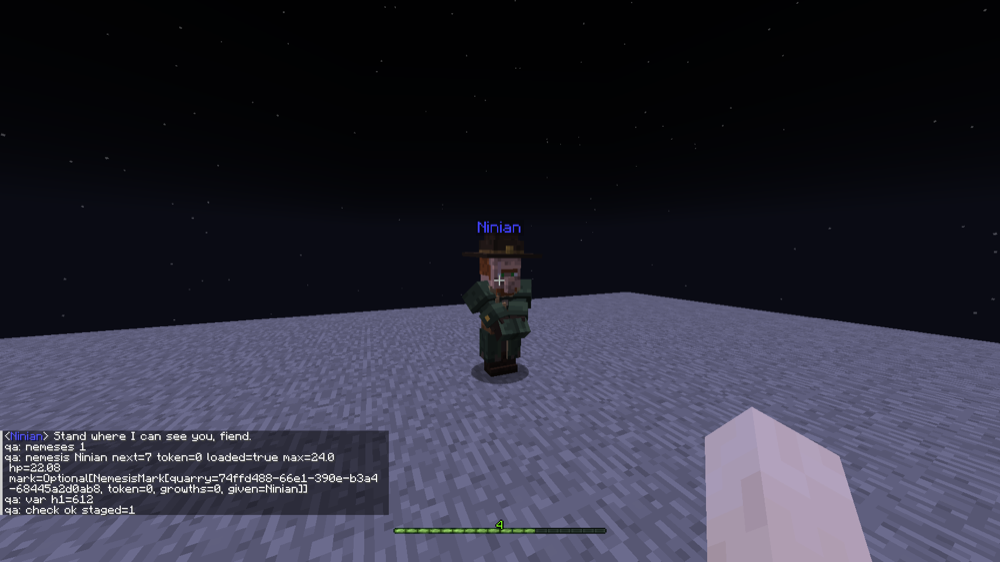 Ninian
<Ninian> Stand where I can see you, fiend.
qa: nemeses 1
qa: nemesis Ninian next=7 token=0 loaded=true max=24.0
hp=22.08
mark=Optional[NemesisMark[quarry=74ffd488-66e1-390e-b3a4
-68445a2d0ab8, token=0, growths=0, given=Ninian]]
qa: var h1=612
qa: check ok staged=1
4